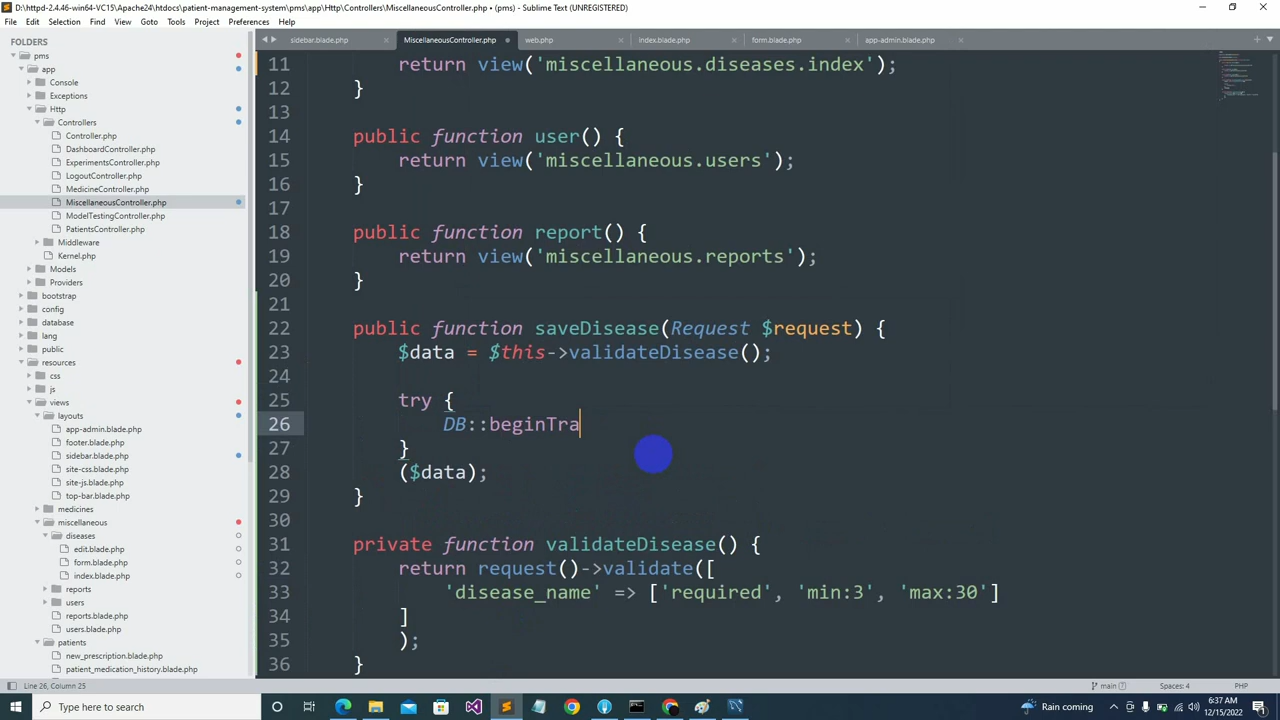 D:\httpd-2.4.46-win64-VC15\Apache24\htdocs\patient-management-system\pms\app\Http\Controllers\MiscellaneousController.php • (pms) - Sublime Text (UNREGISTERED)
File Edit Selection Find View Goto Tools Project Preferences Help
FOLDERS
pms
app
Console
Exceptions
Http
Controllers
Controller.php
DashboardController.php
ExperimentsController.php
LogoutController.php
MedicineController.php
MiscellaneousController.php
ModelTestingController.php
PatientsController.php
Middleware
Kernel.php
Models
Providers
bootstrap
config
database
lang
public
resources
css
js
views
layouts
app-admin.blade.php
footer.blade.php
sidebar.blade.php
site-css.blade.php
site-js.blade.php
top-bar.blade.php
medicines
miscellaneous
diseases
edit.blade.php
form.blade.php
index.blade.php
reports
users
reports.blade.php
users.blade.php
patients
new_prescription.blade.php
patient_medication_history.blade.php
sidebar.blade.php MiscellaneousController.php web.php index.blade.php form.blade.php app-admin.blade.php
11 return view('miscellaneous.diseases.index');
12 }
13
14 public function user() {
15 return view('miscellaneous.users');
16 }
17
18 public function report() {
19 return view('miscellaneous.reports');
20 }
21
22 public function saveDisease(Request $request) {
23 $data = $this->validateDisease();
24
25 try {
26 DB::beginTra
27 }
28 ($data);
29 }
30
31 private function validateDisease() {
32 return request()->validate([
33 'disease_name' => ['required', 'min:3', 'max:30']
34 ]
35 );
36 }
Line 26, Column 25 main Spaces: 4 PHP
Type here to search Rain coming 6:37 AM
12/15/2022